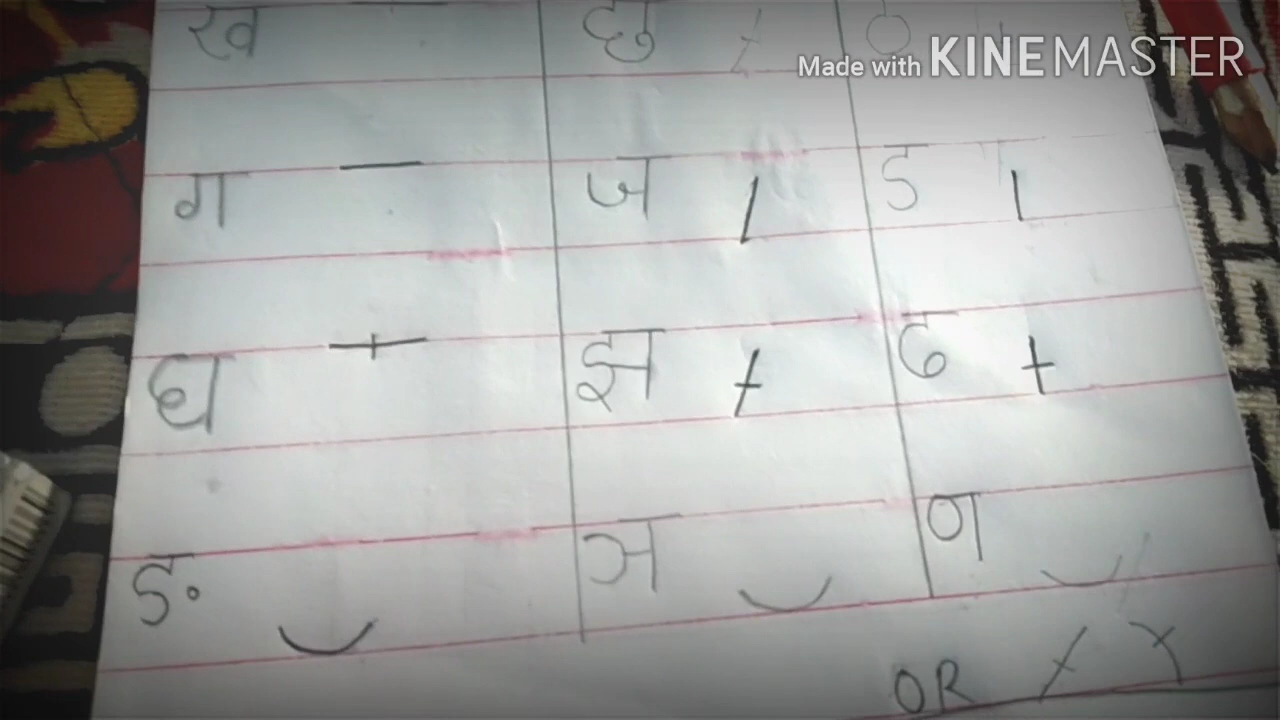 ख छ ठ
Made with KINEMASTER
ग ज ड
घ झ ढ
ङ ञ ण
OR